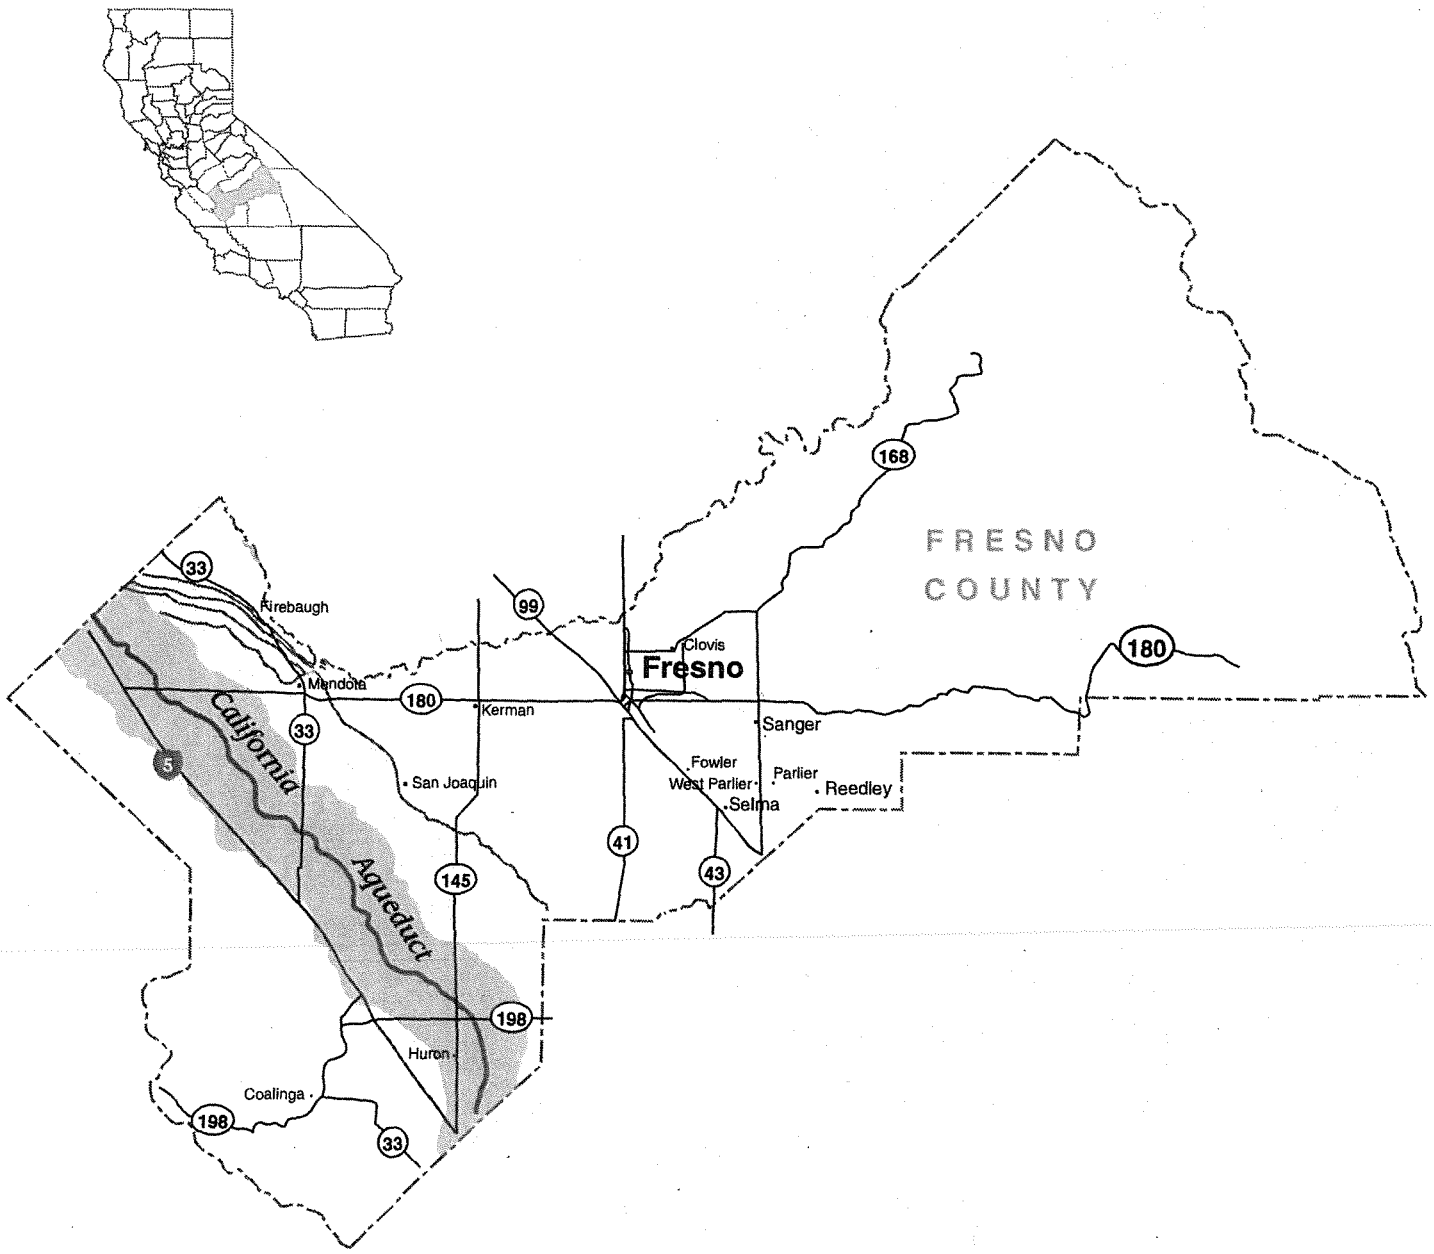 168
FRESNO
COUNTY
33
99
Firebaugh
Clovis
180
Fresno
Mendota
180
Kerman
California
33
Sanger
5
Fowler
San Joaquin
West Parlier
Parlier
Reedley
Selma
41
43
Aqueduct
145
198
Huron
Coalinga
198
33